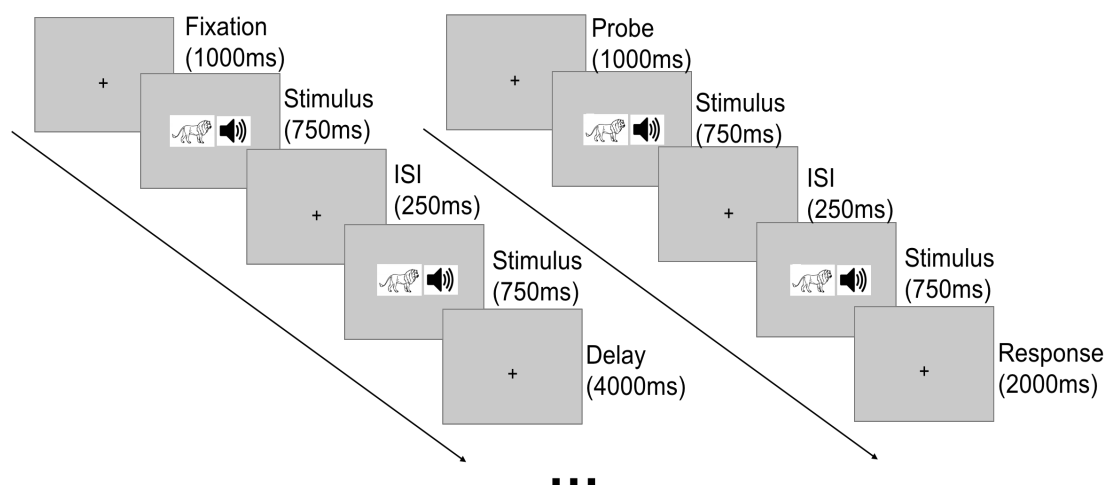 Fixation
(1000ms)
Stimulus
(750ms)
ISI
(250ms)
Stimulus
(750ms)
Delay
(4000ms)
Probe
(1000ms)
Stimulus
(750ms)
ISI
(250ms)
Stimulus
(750ms)
Response
(2000ms)
...